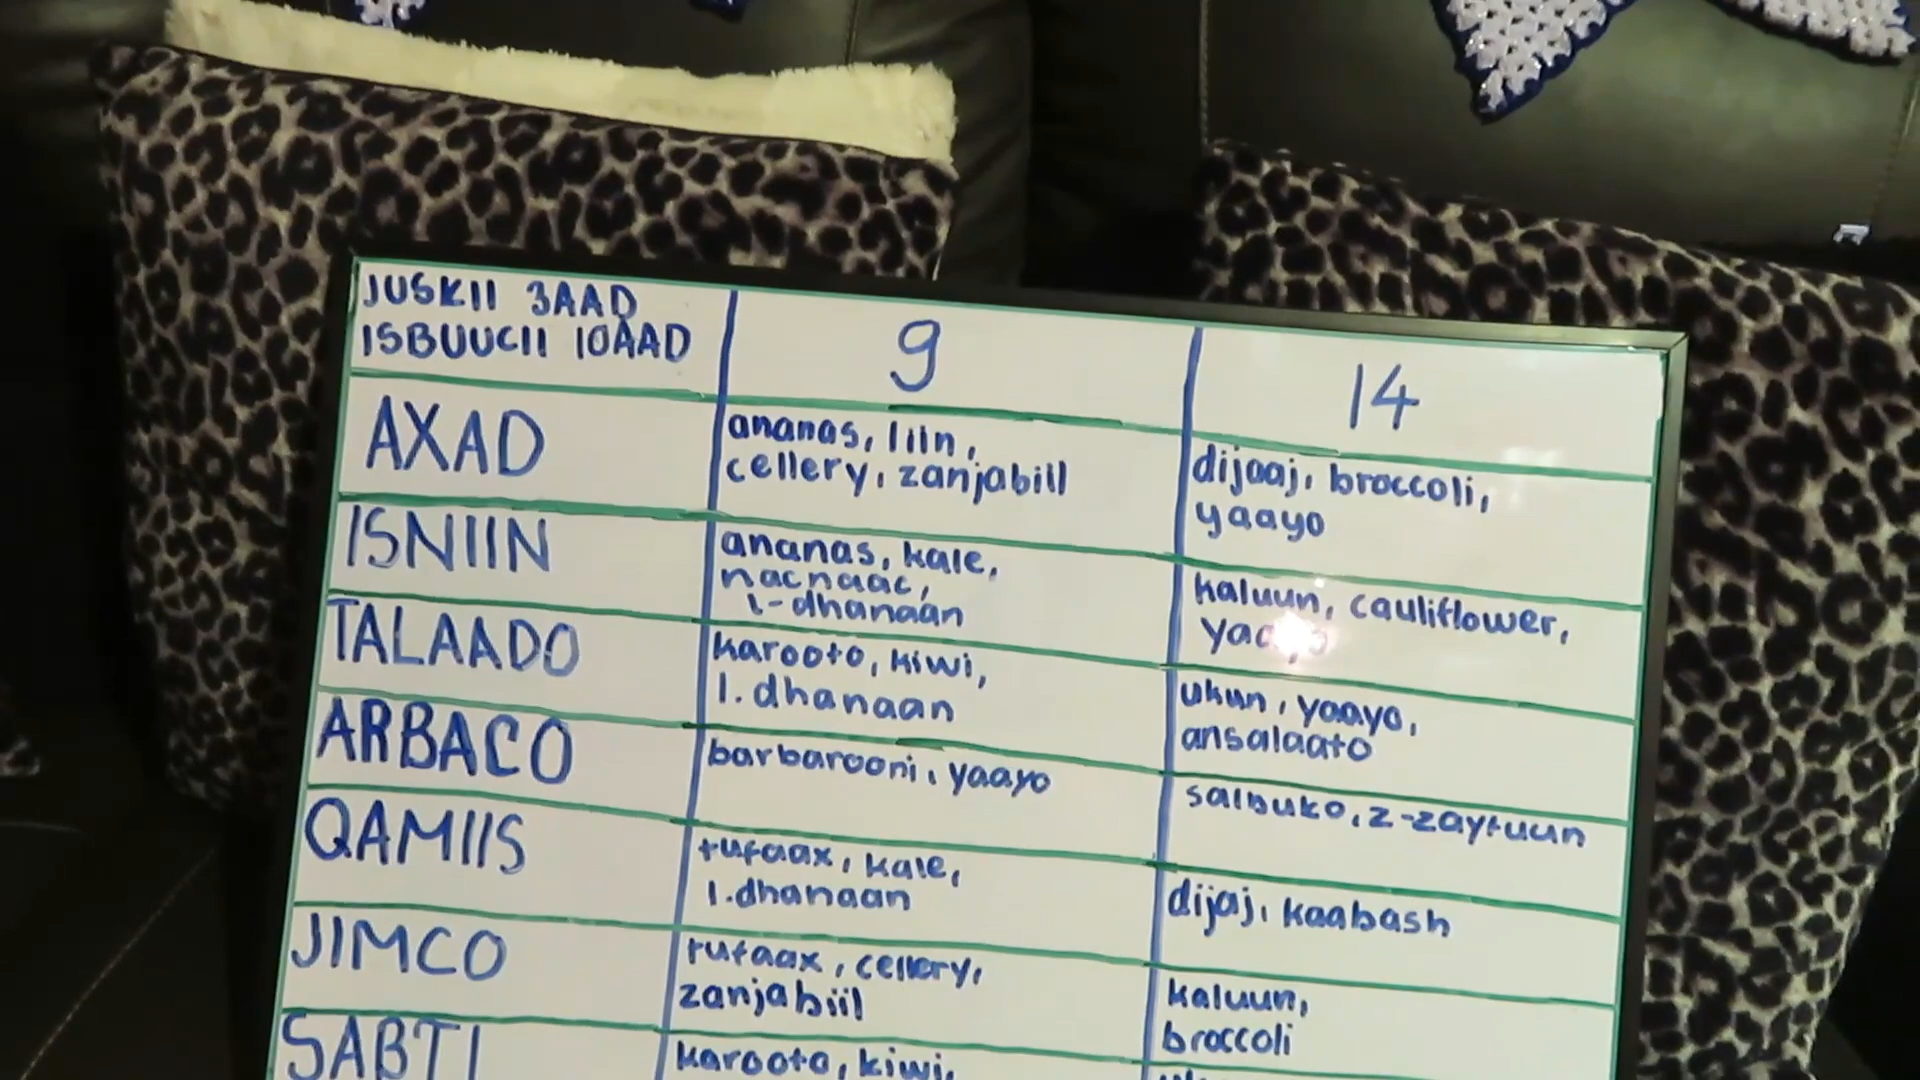 JUSKII 3AAD
ISBUUCII 10AAD
9
14
AXAD
ananas, liin,
cellery, zanjabiil
dijaaj, broccoli,
yaayo
ISNIIN
ananas, kale,
nacnaac,
l-dhanaan
kaluun, cauliflower,
TALAADO
karooto, kiwi,
l.dhanaan
ukun, yaayo,
ansalaato
ARBACO
barbarooni, yaayo
salbuko, z-zaytuun
QAMIIS
tufaax, kale,
l.dhanaan
dijaj, kaabash
JIMCO
tufaax, cellery,
zanjabiil
kaluun,
broccoli
SABTI
karooto, kiwi,